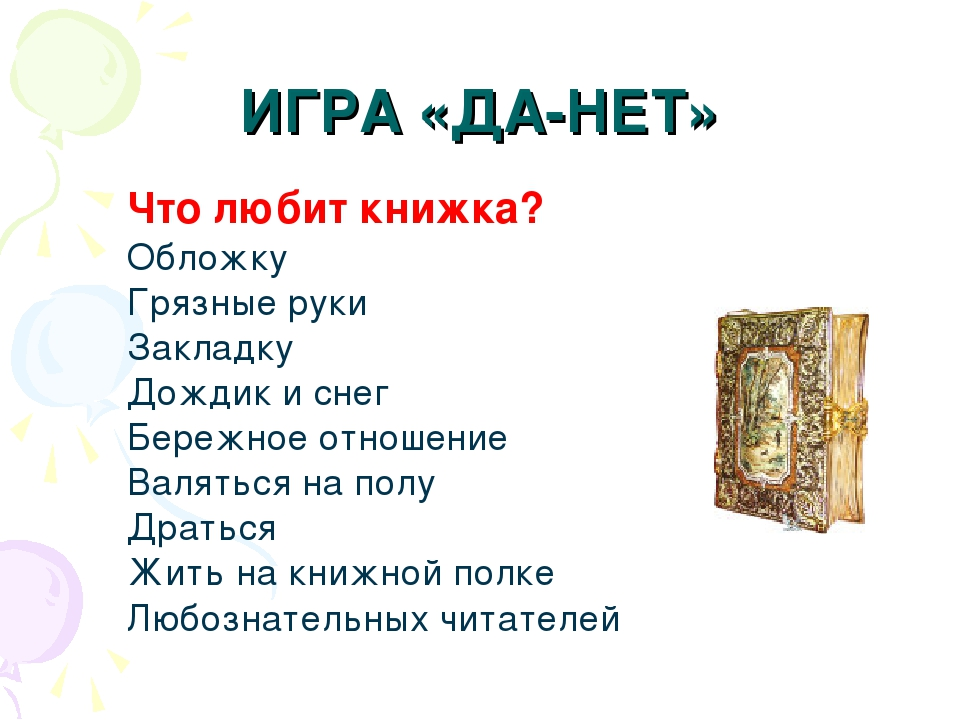 ИГРА «ДА-НЕТ»
Что любит книжка?
Обложку
Грязные руки
Закладку
Дождик и снег
Бережное отношение
Валяться на полу
Драться
Жить на книжной полке
Любознательных читателей